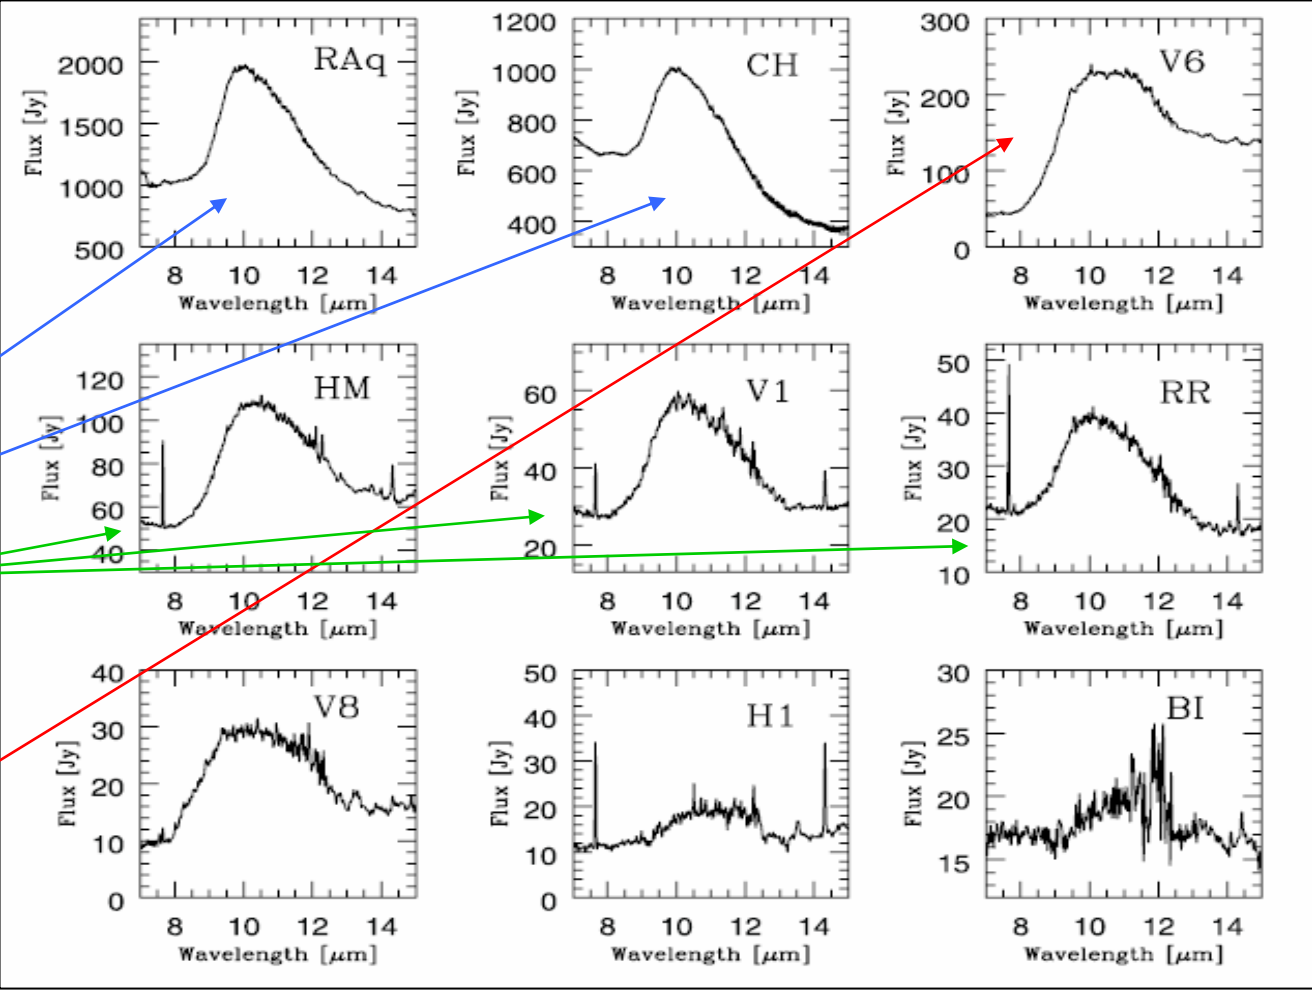 RAq
Flux [Jy]
2000
1500
1000
500
8 10 12 14
Wavelength [μm]
CH
Flux [Jy]
1200
1000
800
600
400
8 10 12 14
Wavelength [μm]
V6
Flux [Jy]
300
200
100
0
8 10 12 14
Wavelength [μm]
HM
Flux [Jy]
120
100
80
60
40
8 10 12 14
Wavelength [μm]
V1
Flux [Jy]
60
40
20
8 10 12 14
Wavelength [μm]
RR
Flux [Jy]
50
40
30
20
10
8 10 12 14
Wavelength [μm]
V8
Flux [Jy]
40
30
20
10
0
8 10 12 14
Wavelength [μm]
H1
Flux [Jy]
50
40
30
20
10
0
8 10 12 14
Wavelength [μm]
BI
Flux [Jy]
30
25
20
15
8 10 12 14
Wavelength [μm]